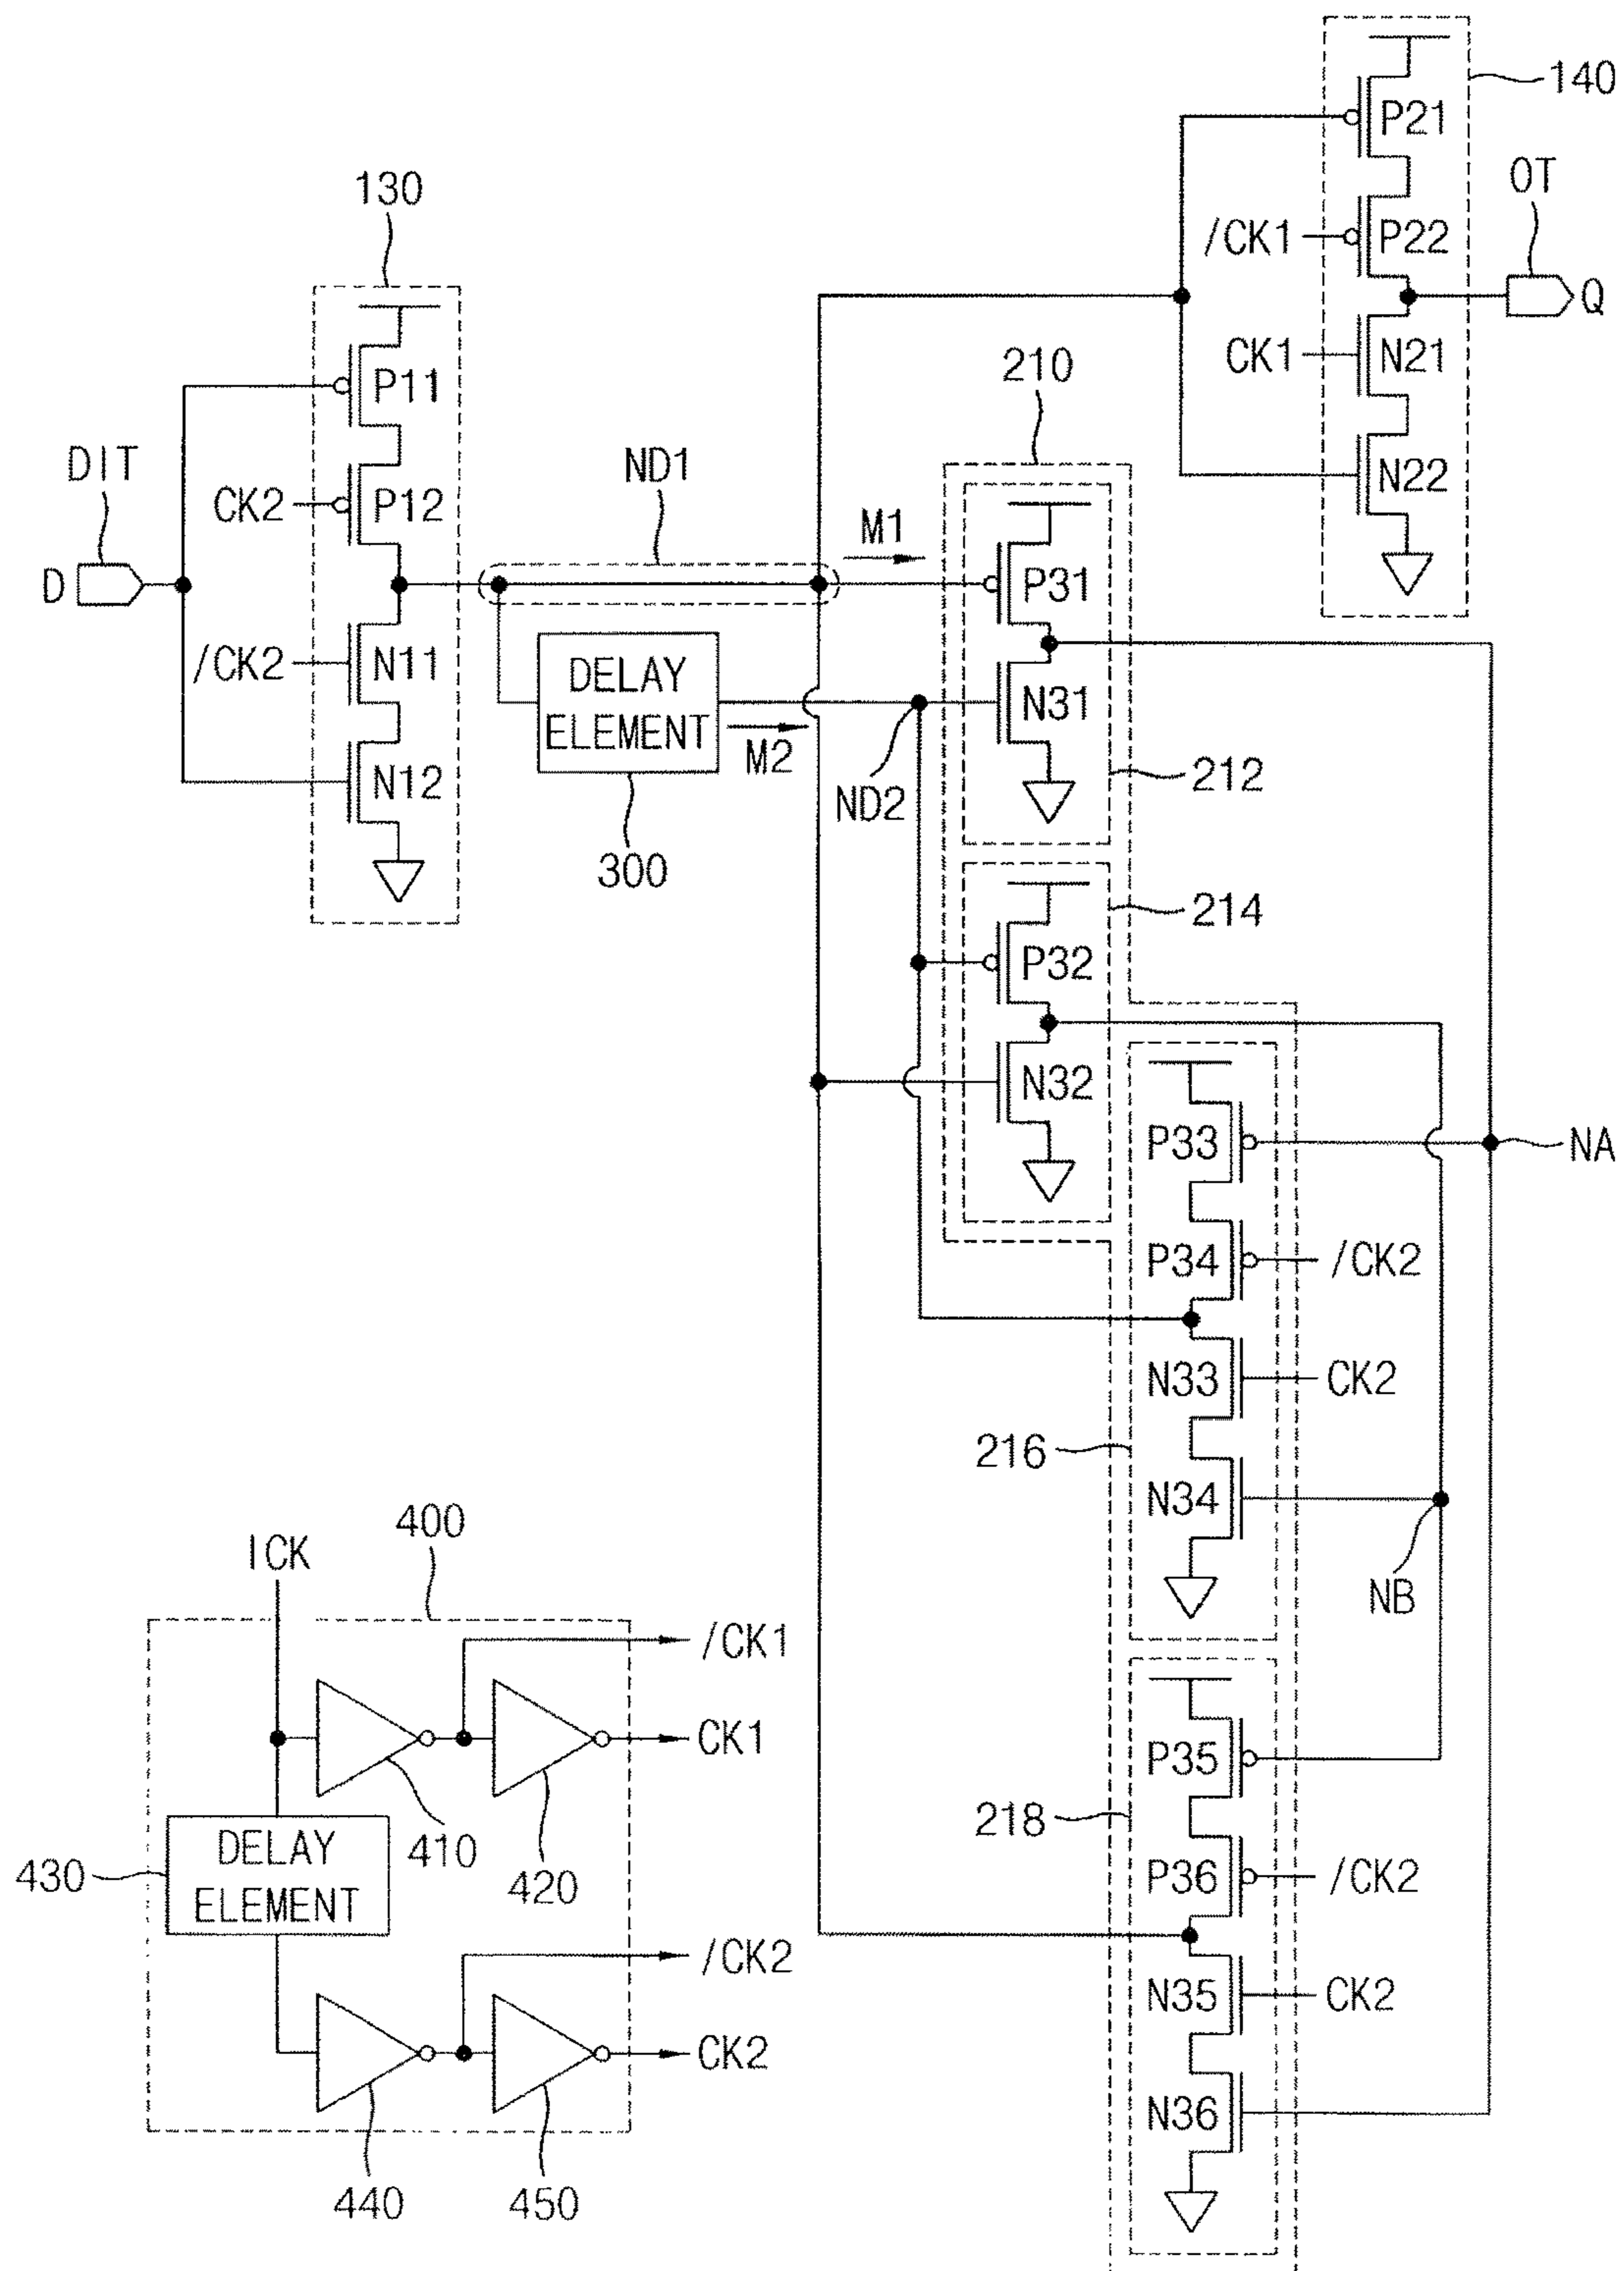 140
P21
OT
/CK1
P22
Q
130
CK1
N21
210
P11
DIT
ND1
N22
CK2
P12
M1
D
P31
/CK2
N11
DELAY
ELEMENT
N31
M2
N12
ND2
212
300
214
P32
N32
P33
NA
P34
/CK2
N33
CK2
216
N34
400
ICK
NB
/CK1
CK1
P35
218
410
DELAY
ELEMENT
430
420
P36
/CK2
/CK2
N35
CK2
CK2
N36
440
450